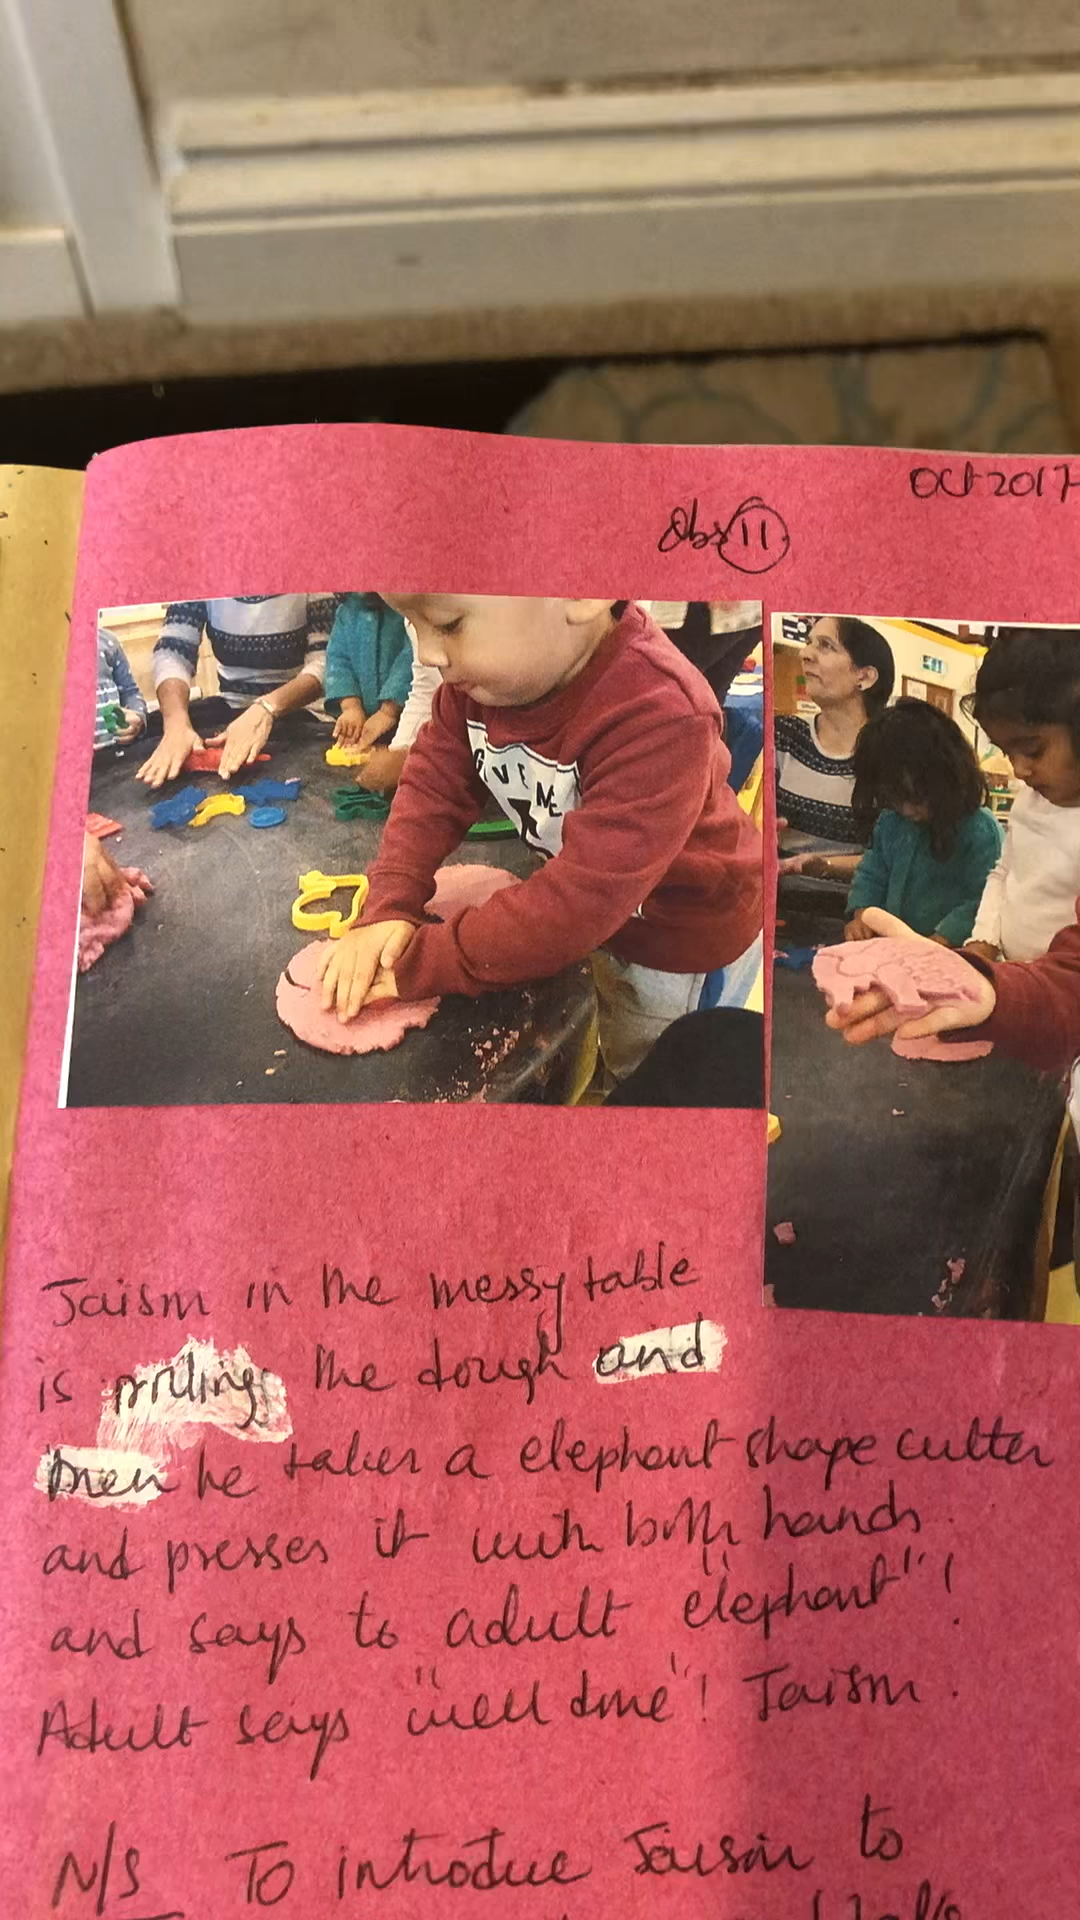 Oct 2017
Obs 11
GIVE ME
Jaism in the messy table
is rolling the dough and
then he takes a elephant shape cutter
and presses it with both hands.
and says to adult "elephant"!
Adult says "well done"! Jaism.
N/S To introduce Jaism to